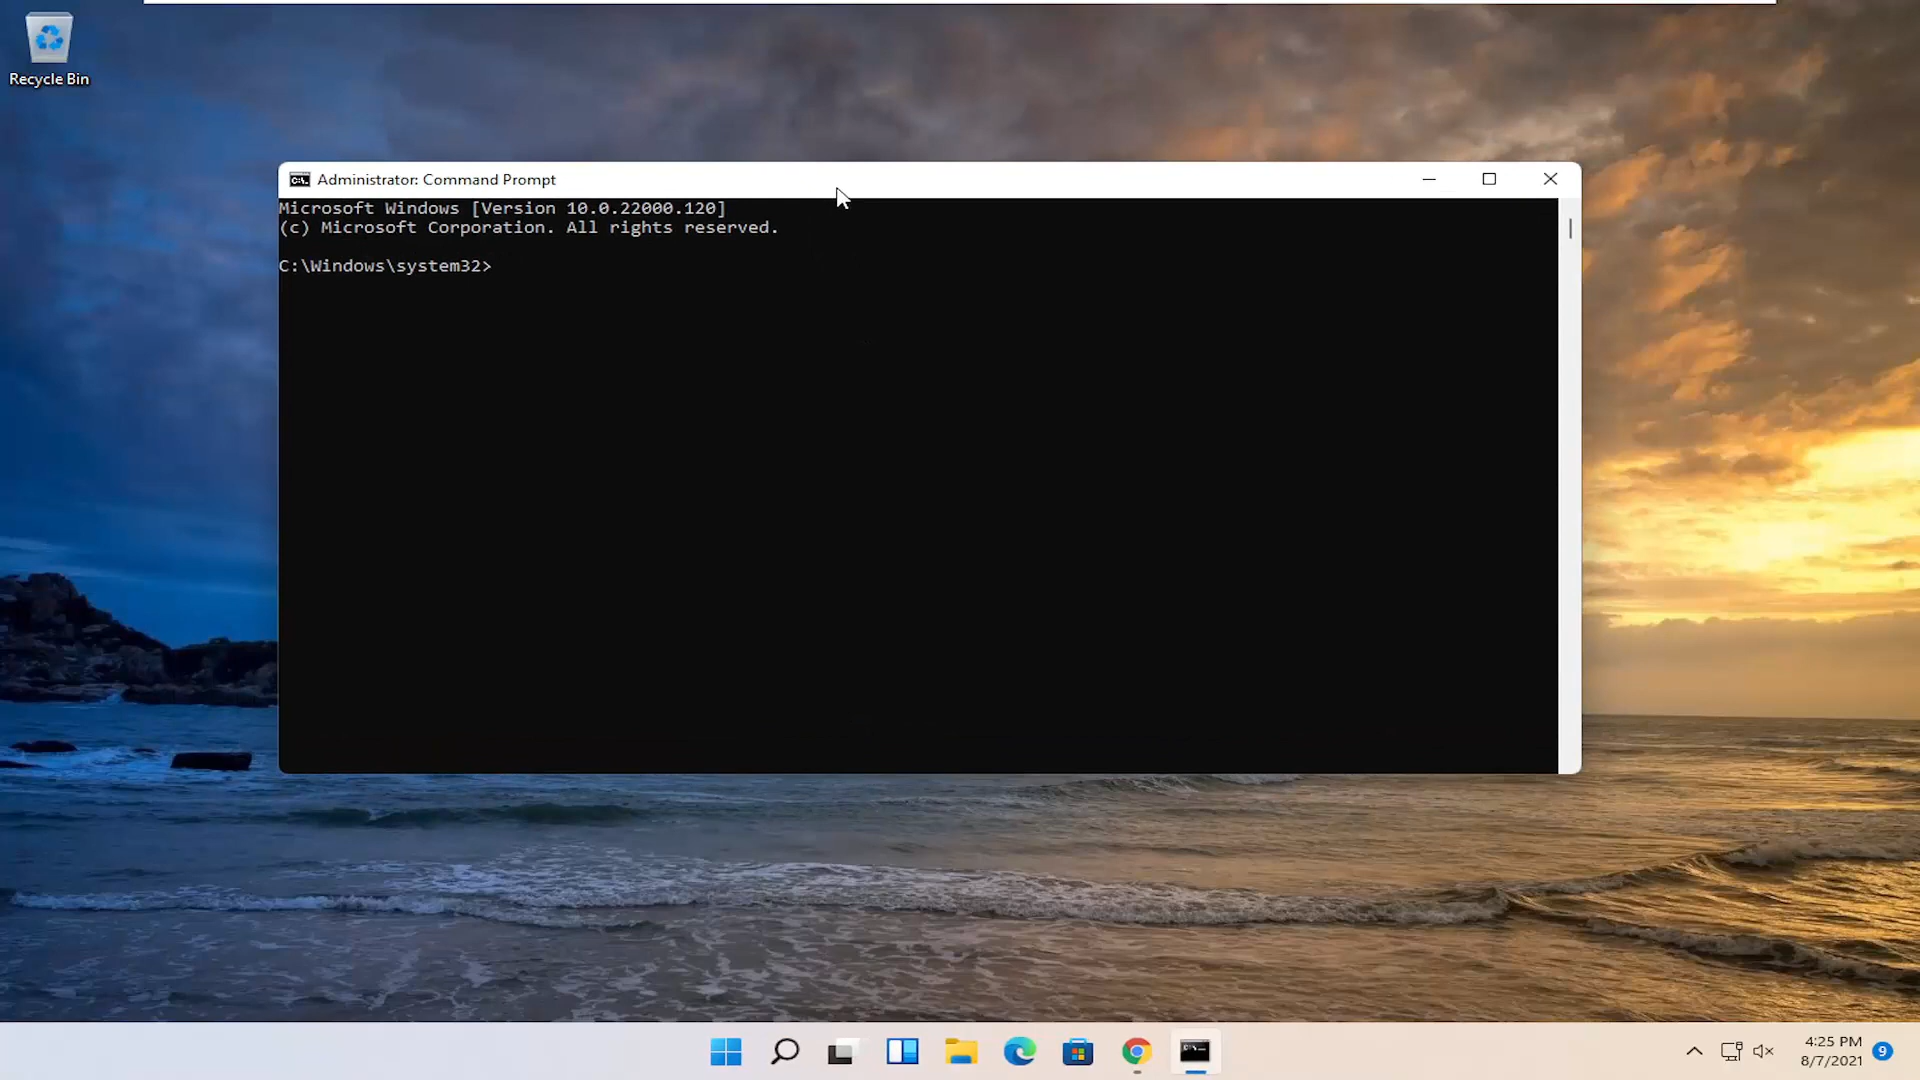 Recycle Bin
Administrator: Command Prompt
Microsoft Windows [Version 10.0.22000.120]
(c) Microsoft Corporation. All rights reserved.
C:\Windows\system32>
4:25 PM
8/7/2021
9